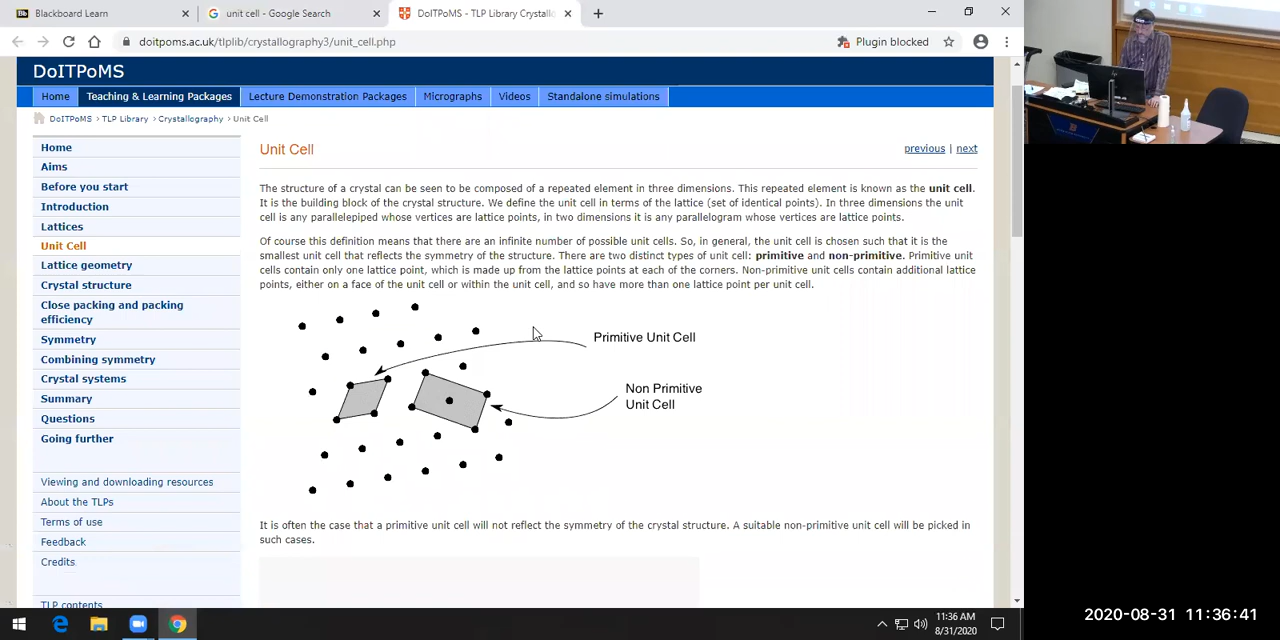 Blackboard Learn
unit cell - Google Search
DoITPoMS - TLP Library Crystallo
doitpoms.ac.uk/tlplib/crystallography3/unit_cell.php
Plugin blocked
DoITPoMS
Home
Teaching & Learning Packages
Lecture Demonstration Packages
Micrographs
Videos
Standalone simulations
DoITPoMS > TLP Library > Crystallography > Unit Cell
Home
Aims
Before you start
Introduction
Lattices
Unit Cell
Lattice geometry
Crystal structure
Close packing and packing
efficiency
Symmetry
Combining symmetry
Crystal systems
Summary
Questions
Going further
Viewing and downloading resources
About the TLPs
Terms of use
Feedback
Credits
TLP contents
Unit Cell
previous | next
The structure of a crystal can be seen to be composed of a repeated element in three dimensions. This repeated element is known as the unit cell.
It is the building block of the crystal structure. We define the unit cell in terms of the lattice (set of identical points). In three dimensions the unit
cell is any parallelepiped whose vertices are lattice points, in two dimensions it is any parallelogram whose vertices are lattice points.
Of course this definition means that there are an infinite number of possible unit cells. So, in general, the unit cell is chosen such that it is the
smallest unit cell that reflects the symmetry of the structure. There are two distinct types of unit cell: primitive and non-primitive. Primitive unit
cells contain only one lattice point, which is made up from the lattice points at each of the corners. Non-primitive unit cells contain additional lattice
points, either on a face of the unit cell or within the unit cell, and so have more than one lattice point per unit cell.
Primitive Unit Cell
Non Primitive
Unit Cell
It is often the case that a primitive unit cell will not reflect the symmetry of the crystal structure. A suitable non-primitive unit cell will be picked in
such cases.
11:36 AM
8/31/2020
2020-08-31 11:36:41